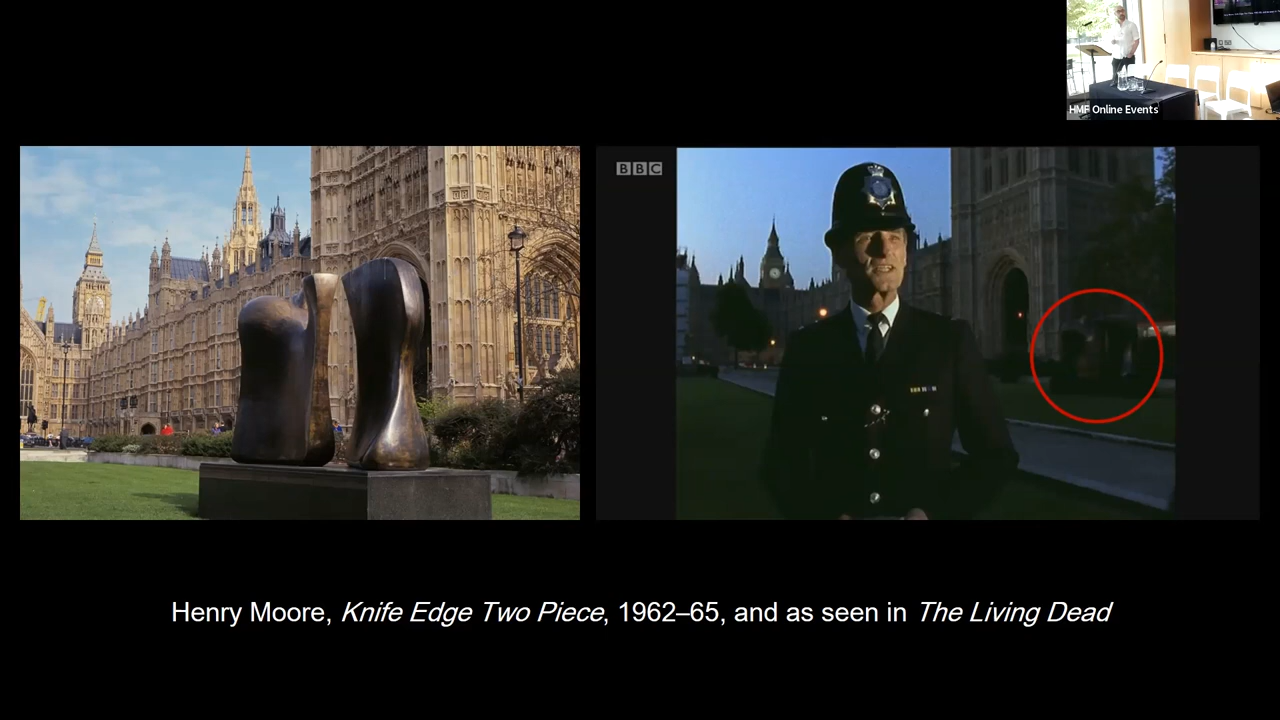 HMF Online Events
BBC
Henry Moore, Knife Edge Two Piece, 1962–65, and as seen in The Living Dead